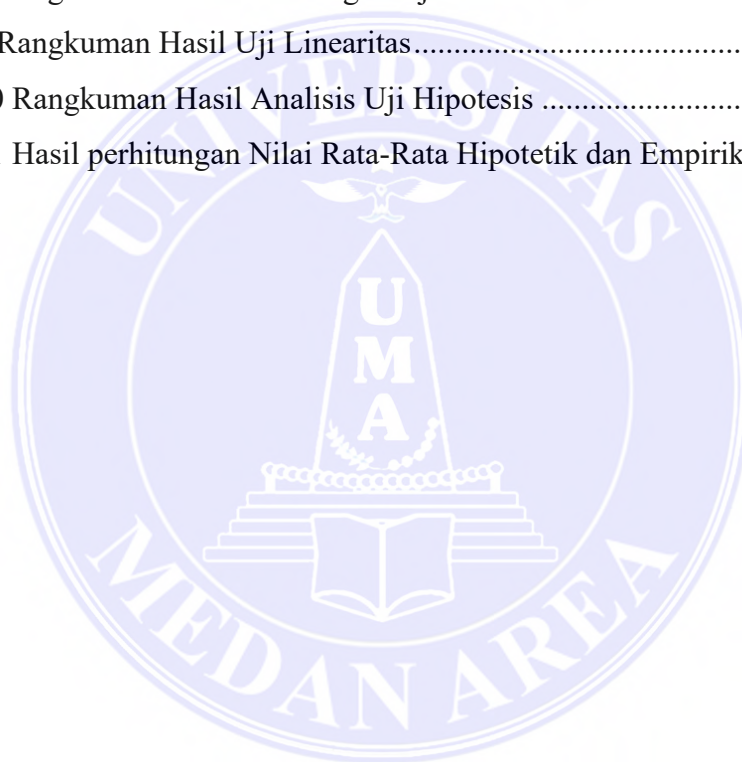 Rangkuman Hasil Uji Linearitas.........................................
Rangkuman Hasil Analisis Uji Hipotesis .........................
Hasil perhitungan Nilai Rata-Rata Hipotetik dan Empirik
UNIVERSITAS
UMA
MEDAN AREA